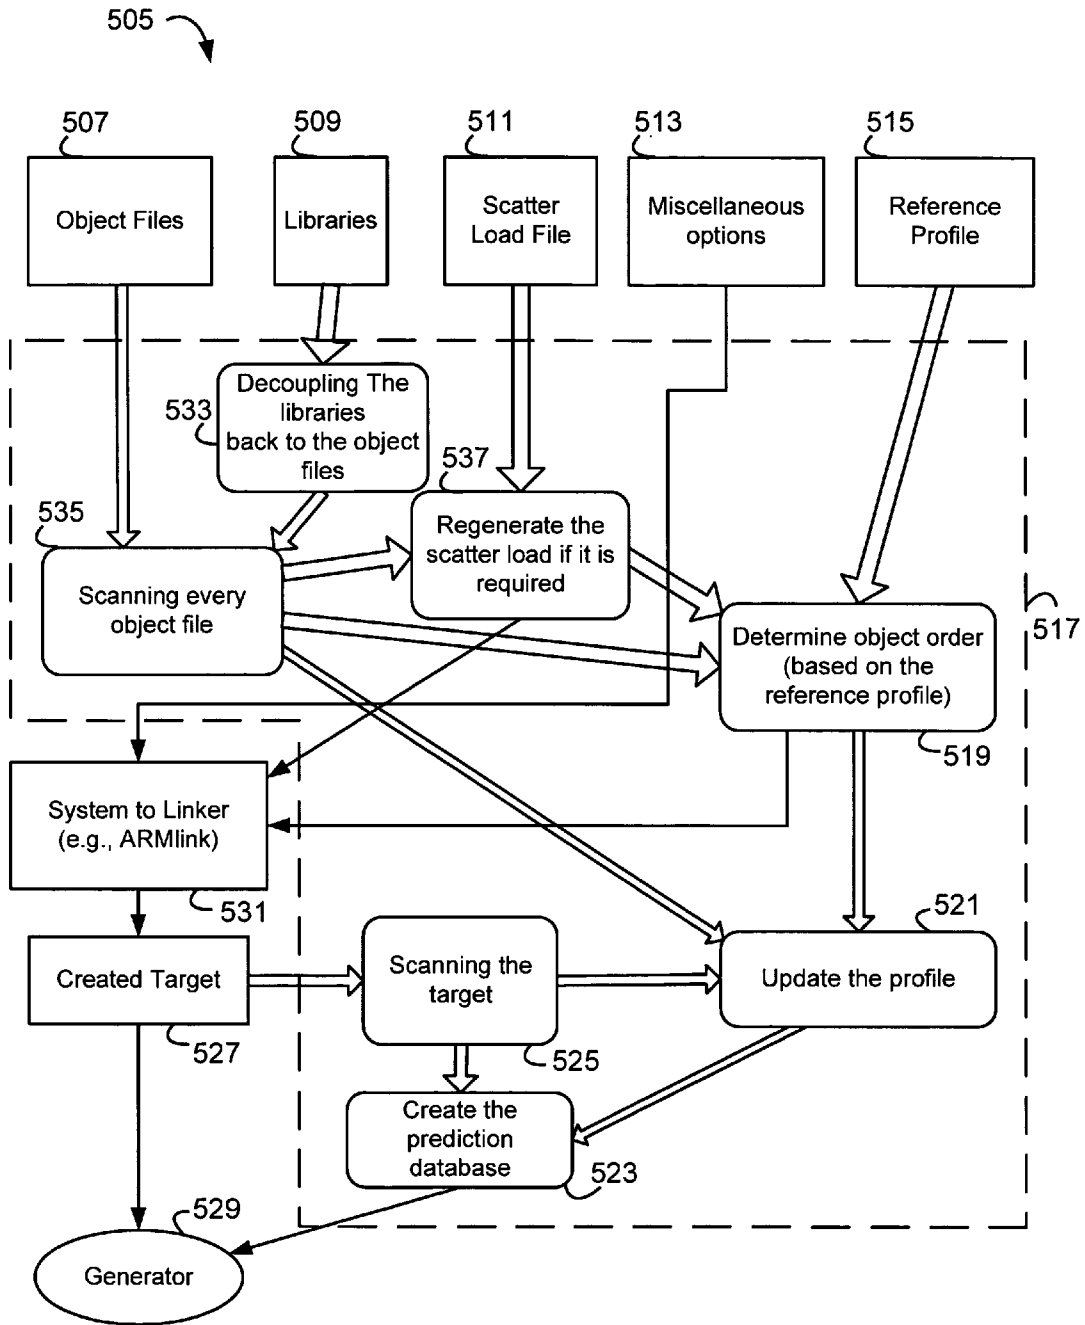 505
507
509
511
513
515
Object Files
Libraries
Scatter
Load File
Miscellaneous
options
Reference
Profile
533
Decoupling The
libraries
back to the object
files
537
535
Regenerate the
scatter load if it is
required
Scanning every
object file
517
Determine object order
(based on the
reference profile)
519
System to Linker
(e.g., ARMlink)
531
521
Created Target
Scanning the
target
Update the profile
527
525
Create the
prediction
database
523
529
Generator